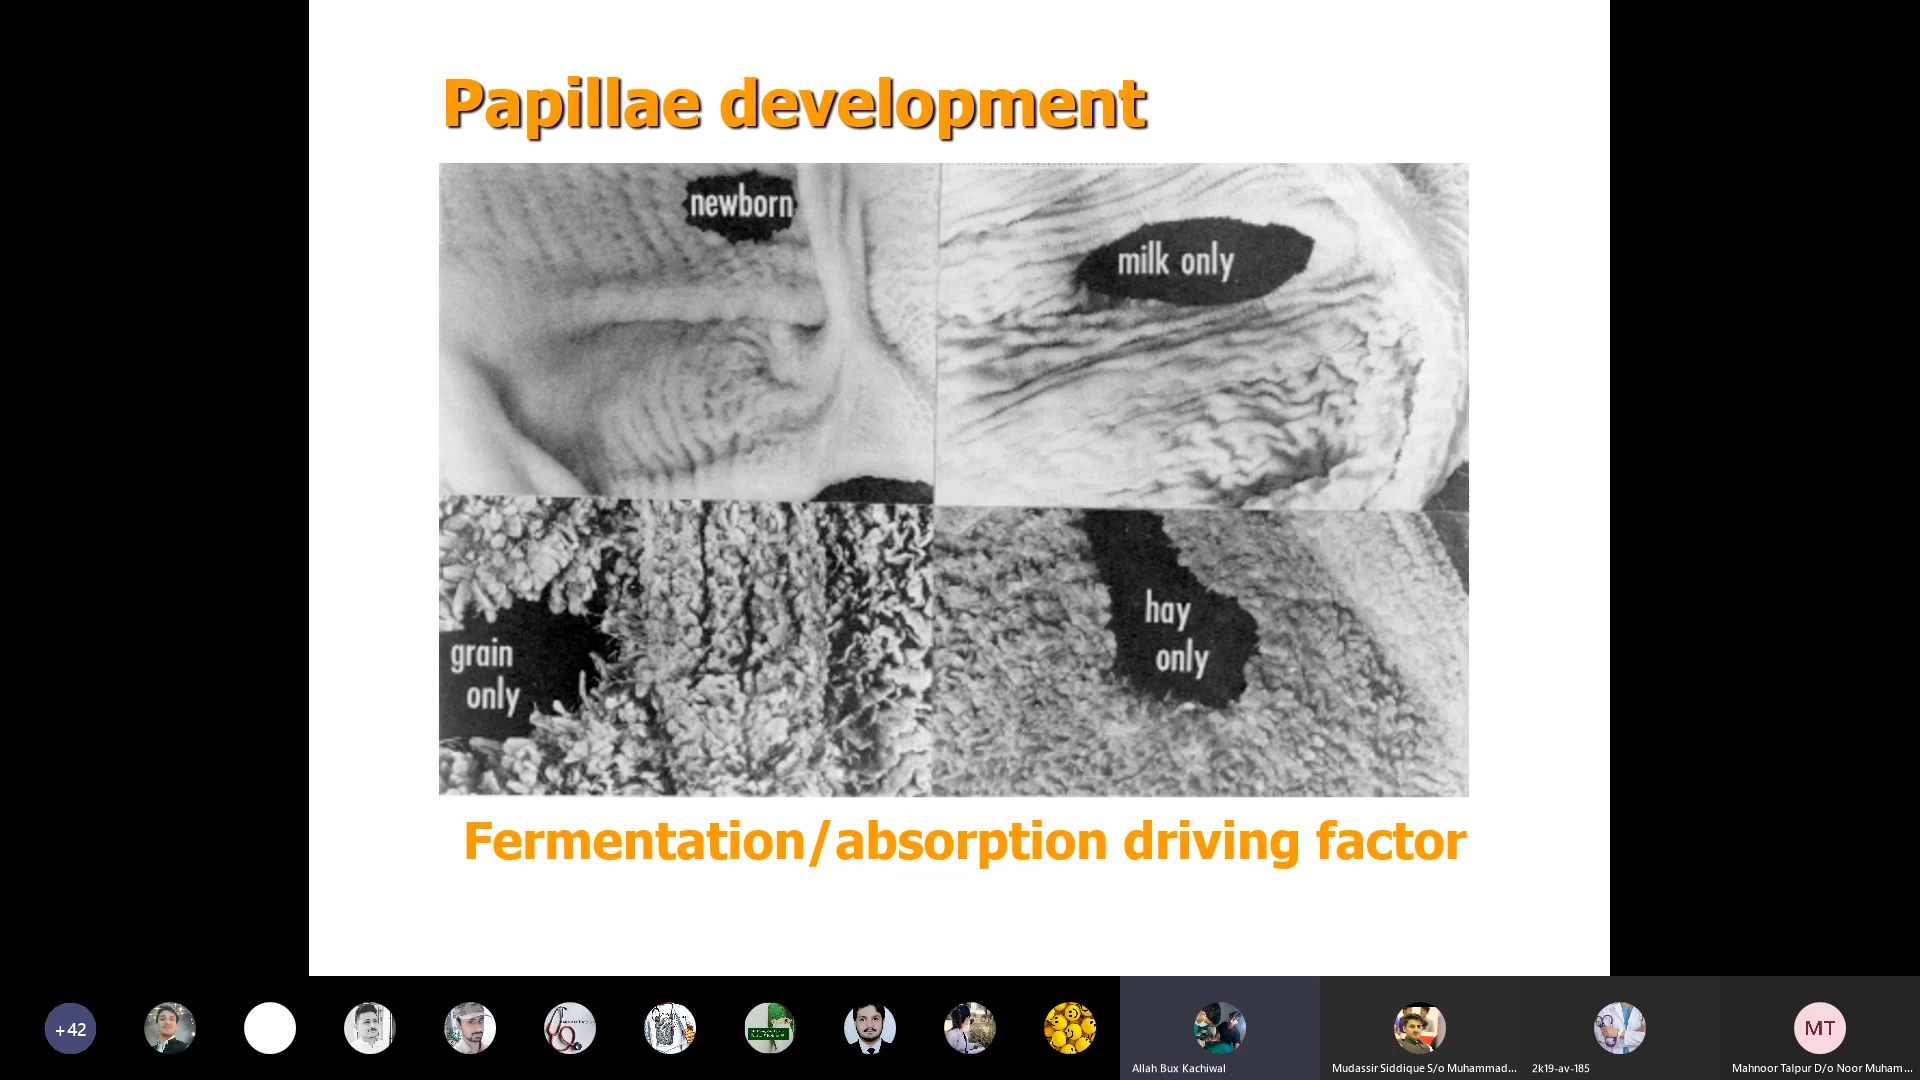 Papillae development
newborn
milk only
grain
only
hay
only
Fermentation/absorption driving factor
+42
Allah Bux Kachiwal
Mudassir Siddique S/o Muhammad...
2k19-av-185
MT
Mahnoor Talpur D/o Noor Muham...